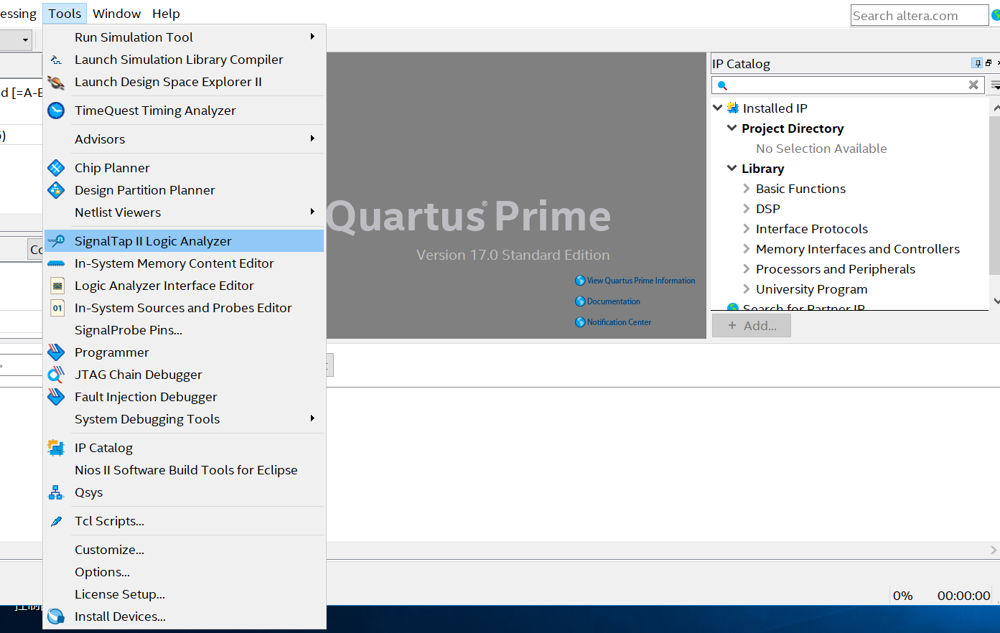 essing Tools Window Help
Search altera.com
Run Simulation Tool
Launch Simulation Library Compiler
Launch Design Space Explorer II
TimeQuest Timing Analyzer
Advisors
Chip Planner
Design Partition Planner
Netlist Viewers
SignalTap II Logic Analyzer
In-System Memory Content Editor
Logic Analyzer Interface Editor
01 In-System Sources and Probes Editor
SignalProbe Pins...
Programmer
JTAG Chain Debugger
Fault Injection Debugger
System Debugging Tools
IP Catalog
Nios II Software Build Tools for Eclipse
Qsys
Tcl Scripts...
Customize...
Options...
License Setup...
Install Devices...
d [=A-E
5)
Co
Quartus® Prime
Version 17.0 Standard Edition
View Quartus Prime Information
Documentation
Notification Center
IP Catalog
Installed IP
Project Directory
No Selection Available
Library
Basic Functions
DSP
Interface Protocols
Memory Interfaces and Controllers
Processors and Peripherals
University Program
Search for Partner IP
+ Add...
0% 00:00:00